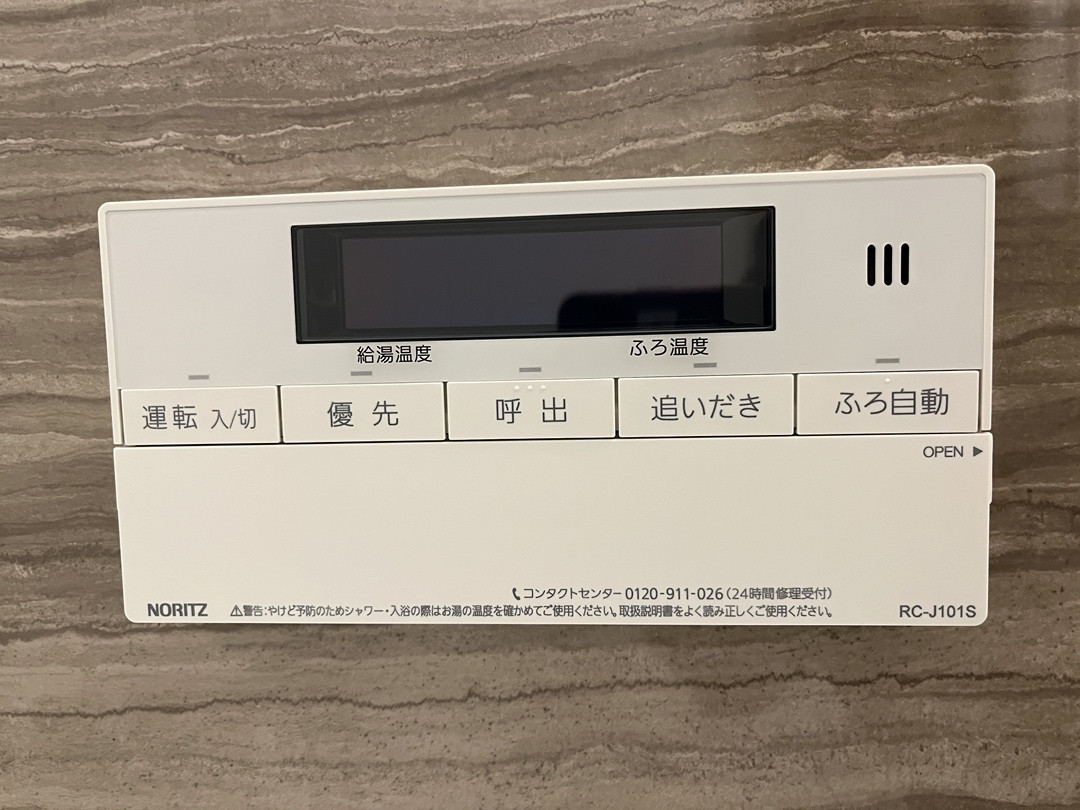 給湯温度 ふろ温度
運転 入/切 優先 呼出 追いだき ふろ自動
OPEN ▶
コンタクトセンター 0120-911-026(24時間修理受付)
NORITZ ⚠警告:やけど予防のためシャワー・入浴の際はお湯の温度を確かめてご使用ください。取扱説明書をよく読み正しくご使用ください。 RC-J101S